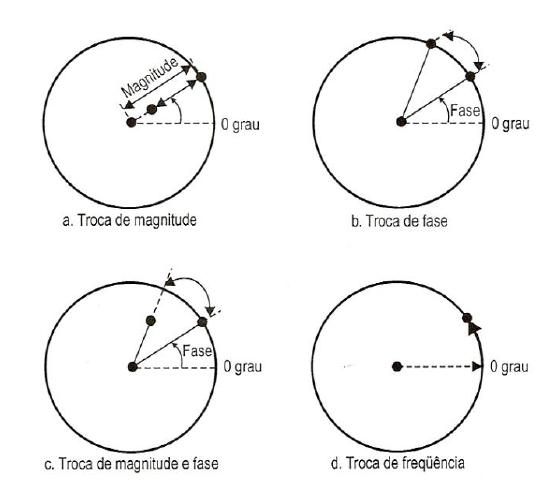 Magnitude
0 grau
a. Troca de magnitude
Fase
0 grau
b. Troca de fase
Fase
0 grau
c. Troca de magnitude e fase
0 grau
d. Troca de freqüência